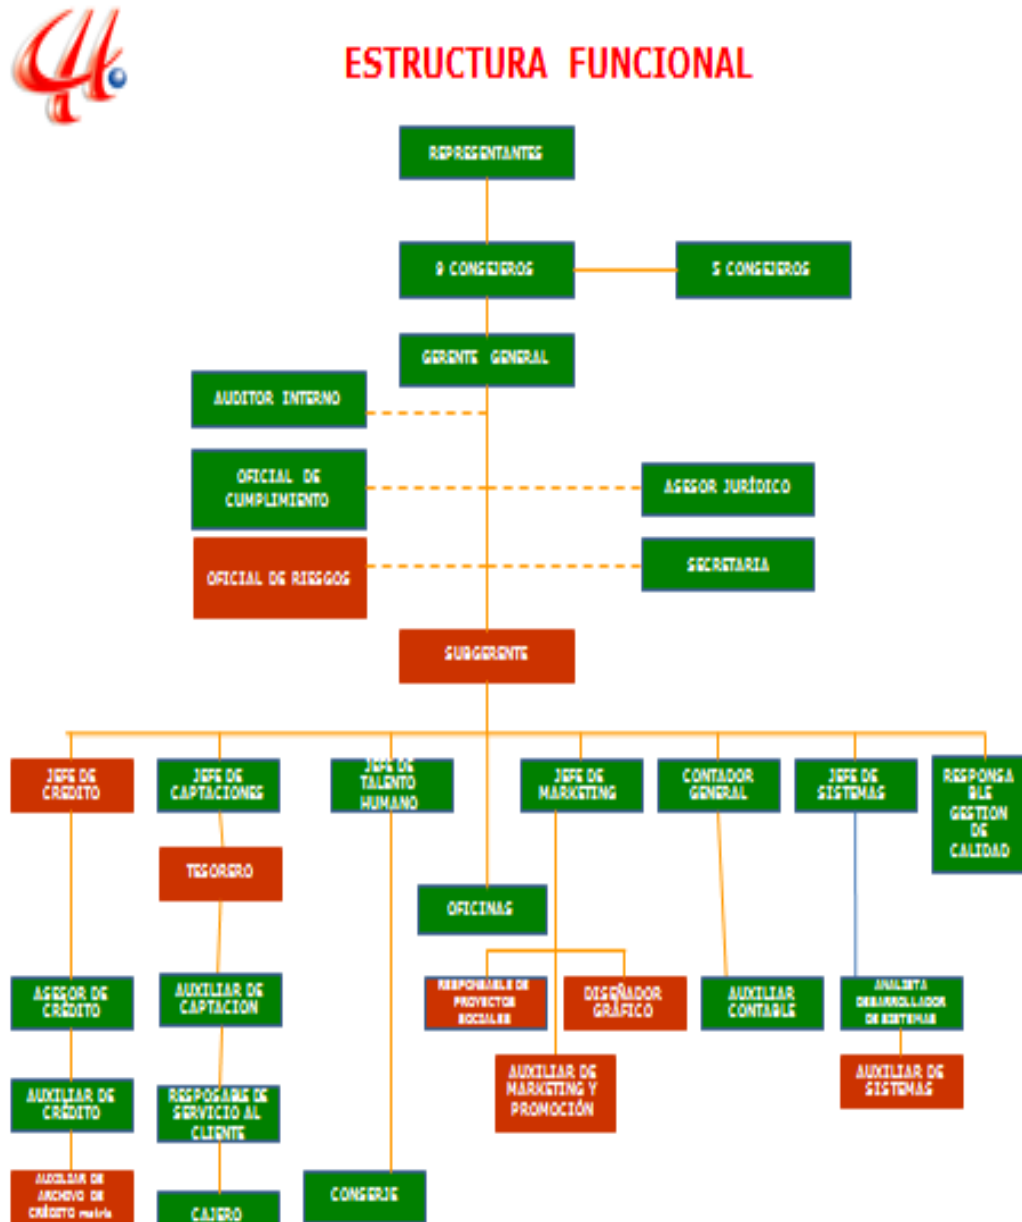 ESTRUCTURA FUNCIONAL
REPRESENTANTES
9 CONSEJEROS
5 CONSEJEROS
GERENTE GENERAL
AUDITOR INTERNO
OFICIAL DE
CUMPLIMIENTO
ASESOR JURÍDICO
OFICIAL DE RIESGOS
SECRETARIA
SUBGERENTE
JEFE DE
CREDITO
JEFE DE
CAPTACIONES
JEFE DE
TALENTO
HUMANO
JEFE DE
MARKETING
CONTADOR
GENERAL
JEFE DE
SISTEMAS
RESPONSA
BLE
GESTION
DE
CALIDAD
TESORERO
OFICINAS
ASESOR DE
CRÉDITO
AUXILIAR DE
CAPTACION
RESPONSABLE DE
PROYECTOS
SOCIALES
DISEÑADOR
GRÁFICO
AUXILIAR
CONTABLE
ANALISTA
DESARROLLADOR
DE SISTEMAS
AUXILIAR DE
MARKETING Y
PROMOCIÓN
AUXILIAR DE
SISTEMAS
AUXILIAR DE
CRÉDITO
RESPOSABLE DE
SERVICIO AL
CLIENTE
AUXILIAR DE
ARCHIVO DE
CRÉDITO matriz
CAJERO
CONSERJE